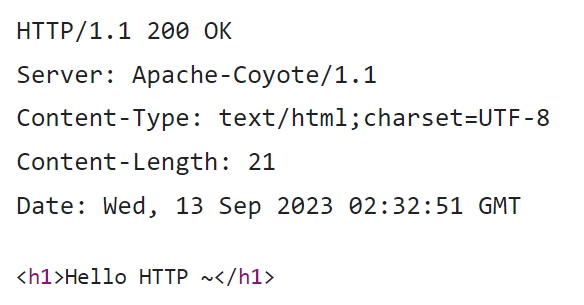 HTTP/1.1 200 OK
Server: Apache-Coyote/1.1
Content-Type: text/html;charset=UTF-8
Content-Length: 21
Date: Wed, 13 Sep 2023 02:32:51 GMT
<h1>Hello HTTP ~</h1>